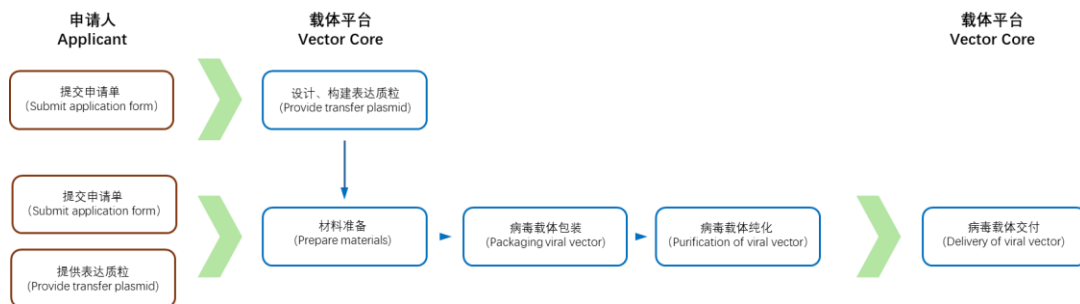 申请人
Applicant
载体平台
Vector Core
载体平台
Vector Core
提交申请单
(Submit application form)
设计、构建表达质粒
(Provide transfer plasmid)
提交申请单
(Submit application form)
提供表达质粒
(Provide transfer plasmid)
材料准备
(Prepare materials)
病毒载体包装
(Packaging viral vector)
病毒载体纯化
(Purification of viral vector)
病毒载体交付
(Delivery of viral vector)